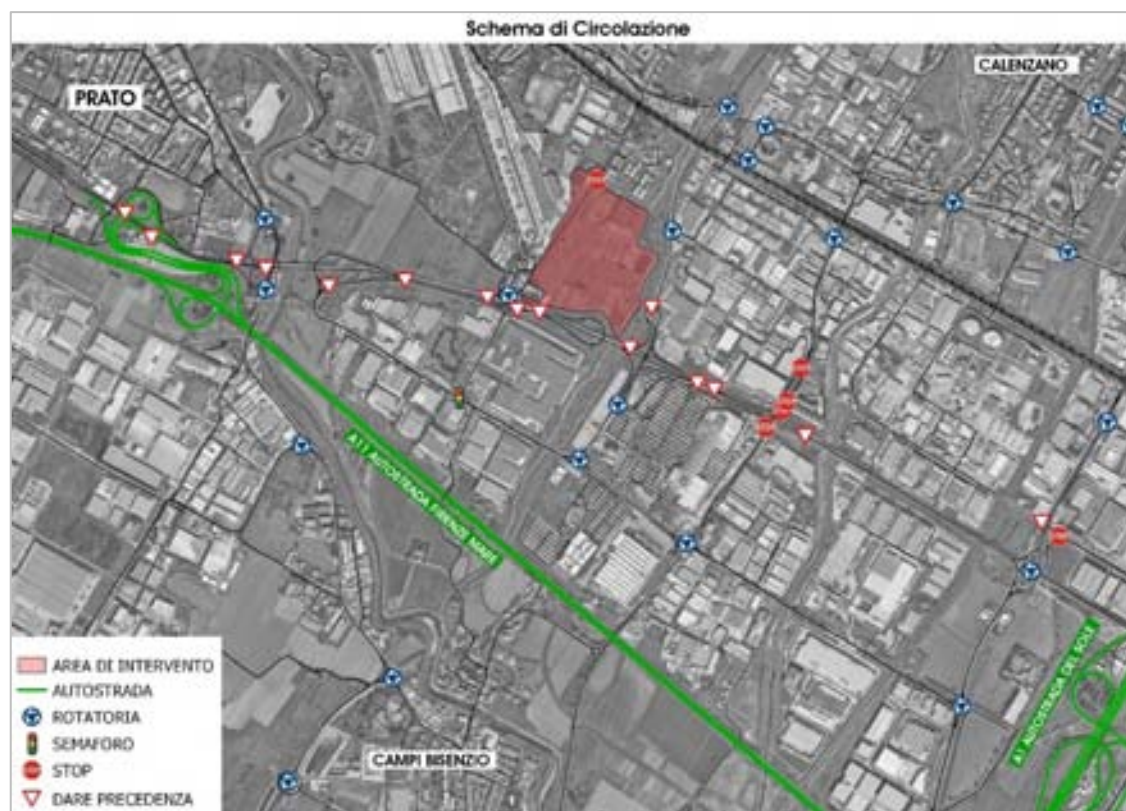 Schema di Circolazione
CALENZANO
PRATO
A11 AUTOSTRADA FIRENZE MARE
A1 AUTOSTRADA DEL SOLE
CAMPI BISENZIO
AREA DI INTERVENTO
AUTOSTRADA
ROTATORIA
SEMAFORO
STOP
DARE PRECEDENZA